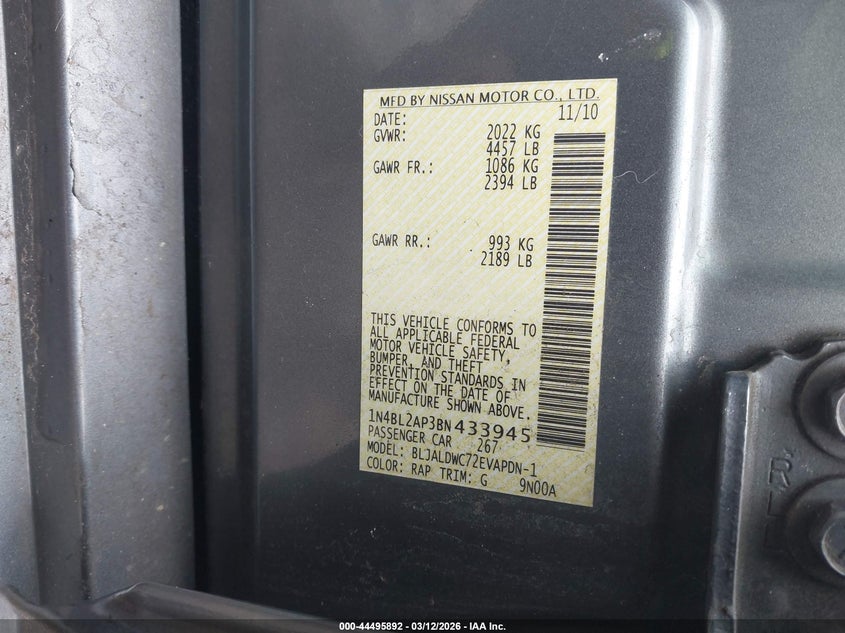 MFD BY NISSAN MOTOR CO., LTD.
DATE: 11/10
GVWR: 2022 KG
4457 LB
GAWR FR.: 1086 KG
2394 LB
GAWR RR.: 993 KG
2189 LB
THIS VEHICLE CONFORMS TO
ALL APPLICABLE FEDERAL
MOTOR VEHICLE SAFETY,
BUMPER, AND THEFT
PREVENTION STANDARDS IN
EFFECT ON THE DATE OF
MANUFACTURE SHOWN ABOVE.
1N4BL2AP3BN433945
PASSENGER CAR 267
MODEL: BLJALDWC72EVAPDN-1
COLOR: RAP TRIM: G 9N00A
000-44495892 - 03/12/2026 - IAA Inc.